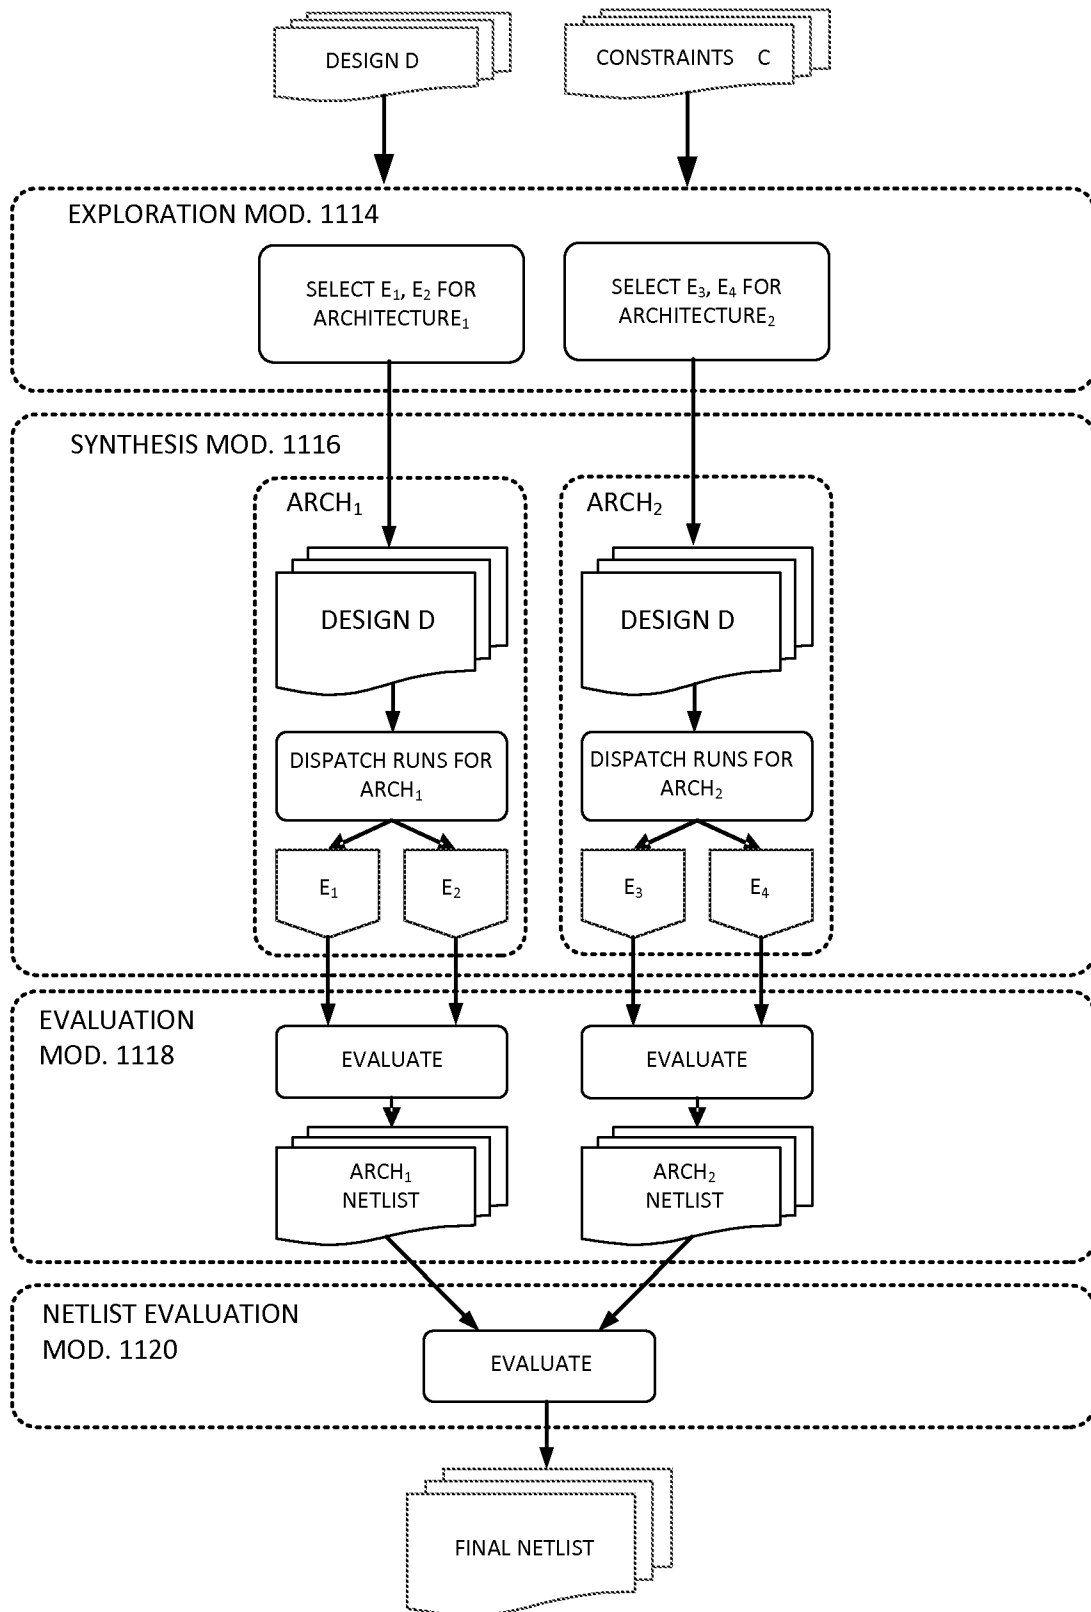 DESIGN D
CONSTRAINTS C
EXPLORATION MOD. 1114
SELECT E₁, E₂ FOR
ARCHITECTURE₁
SELECT E₃, E₄ FOR
ARCHITECTURE₂
SYNTHESIS MOD. 1116
ARCH₁
ARCH₂
DESIGN D
DESIGN D
DISPATCH RUNS FOR
ARCH₁
DISPATCH RUNS FOR
ARCH₂
E₁
E₂
E₃
E₄
EVALUATION
MOD. 1118
EVALUATE
EVALUATE
ARCH₁
NETLIST
ARCH₂
NETLIST
NETLIST EVALUATION
MOD. 1120
EVALUATE
FINAL NETLIST